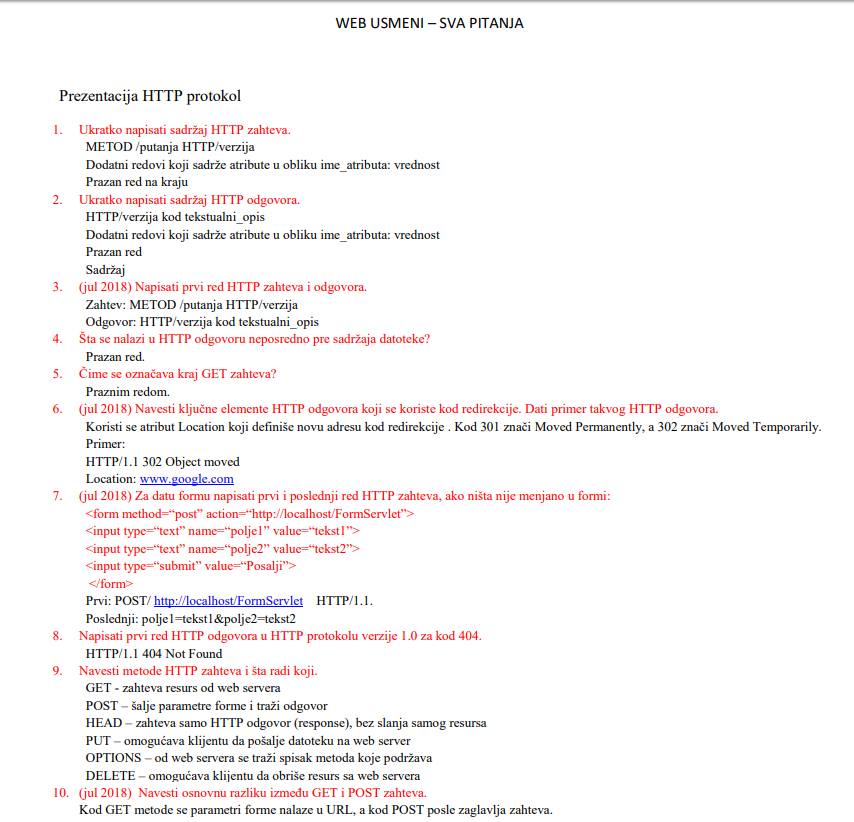 WEB USMENI – SVA PITANJA
Prezentacija HTTP protokol
1. Ukratko napisati sadržaj HTTP zahteva.
METOD /putanja HTTP/verzija
Dodatni redovi koji sadrže atribute u obliku ime_atributa: vrednost
Prazan red na kraju
2. Ukratko napisati sadržaj HTTP odgovora.
HTTP/verzija kod tekstualni_opis
Dodatni redovi koji sadrže atribute u obliku ime_atributa: vrednost
Prazan red
Sadržaj
3. (jul 2018) Napisati prvi red HTTP zahteva i odgovora.
Zahtev: METOD /putanja HTTP/verzija
Odgovor: HTTP/verzija kod tekstualni_opis
4. Šta se nalazi u HTTP odgovoru neposredno pre sadržaja datoteke?
Prazan red.
5. Čime se označava kraj GET zahteva?
Praznim redom.
6. (jul 2018) Navesti ključne elemente HTTP odgovora koji se koriste kod redirekcije. Dati primer takvog HTTP odgovora.
Koristi se atribut Location koji definiše novu adresu kod redirekcije . Kod 301 znači Moved Permanently, a 302 znači Moved Temporarily.
Primer:
HTTP/1.1 302 Object moved
Location: www.google.com
7. (jul 2018) Za datu formu napisati prvi i poslednji red HTTP zahteva, ako ništa nije menjano u formi:
<form method=“post” action=“http://localhost/FormServlet”>
<input type=“text” name=“polje1” value=“tekst1”>
<input type=“text” name=“polje2” value=“tekst2”>
<input type=“submit” value=“Posalji”>
</form>
Prvi: POST/ http://localhost/FormServlet HTTP/1.1.
Poslednji: polje1=tekst1&polje2=tekst2
8. Napisati prvi red HTTP odgovora u HTTP protokolu verzije 1.0 za kod 404.
HTTP/1.1 404 Not Found
9. Navesti metode HTTP zahteva i šta radi koji.
GET - zahteva resurs od web servera
POST – šalje parametre forme i traži odgovor
HEAD – zahteva samo HTTP odgovor (response), bez slanja samog resursa
PUT – omogućava klijentu da pošalje datoteku na web server
OPTIONS – od web servera se traži spisak metoda koje podržava
DELETE – omogućava klijentu da obriše resurs sa web servera
10. (jul 2018) Navesti osnovnu razliku između GET i POST zahteva.
Kod GET metode se parametri forme nalaze u URL, a kod POST posle zaglavlja zahteva.